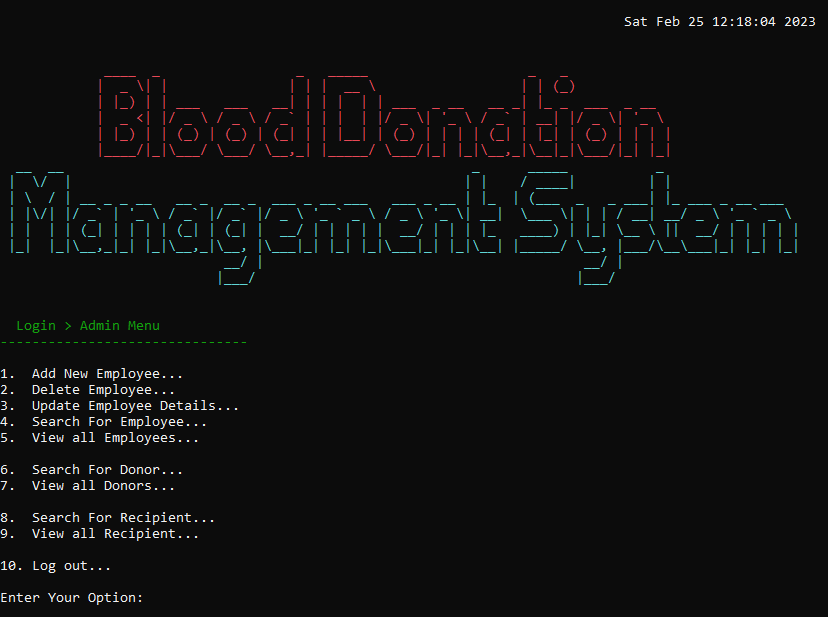 Sat Feb 25 12:18:04 2023
Blood Donation
Management System
Login > Admin Menu
-------------------------------
1. Add New Employee...
2. Delete Employee...
3. Update Employee Details...
4. Search For Employee...
5. View all Employees...
6. Search For Donor...
7. View all Donors...
8. Search For Recipient...
9. View all Recipient...
10. Log out...
Enter Your Option: